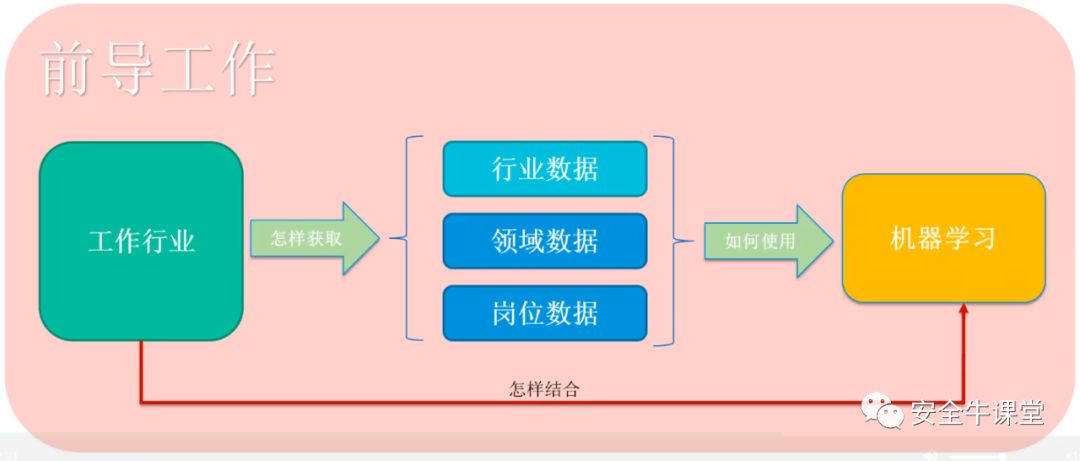 前导工作
工作行业
怎样获取
行业数据
领域数据
岗位数据
如何使用
机器学习
怎样结合
安全牛课堂